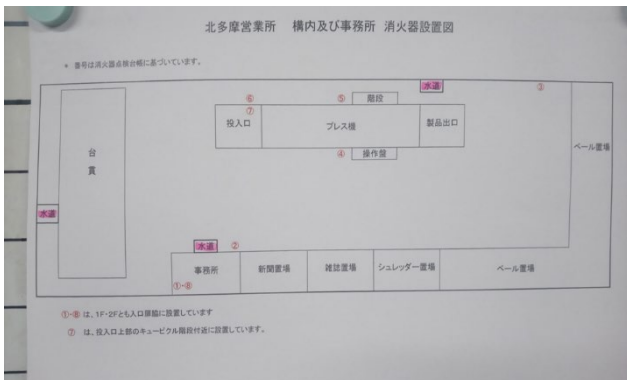 北多摩営業所 構内及び事務所 消火器設置図
* 番号は消火器点検台帳に基づいています。
水道
③
⑥
⑤
階段
⑦
投入口
プレス機
製品出口
ベール置場
台貫
④
操作盤
水道
水道
②
事務所
新聞置場
雑誌置場
シュレッダー置場
ベール置場
①・⑧
①・⑧ は、1F・2Fとも入口扉脇に設置しています
⑦ は、投入口上部のキュービクル階段付近に設置しています。